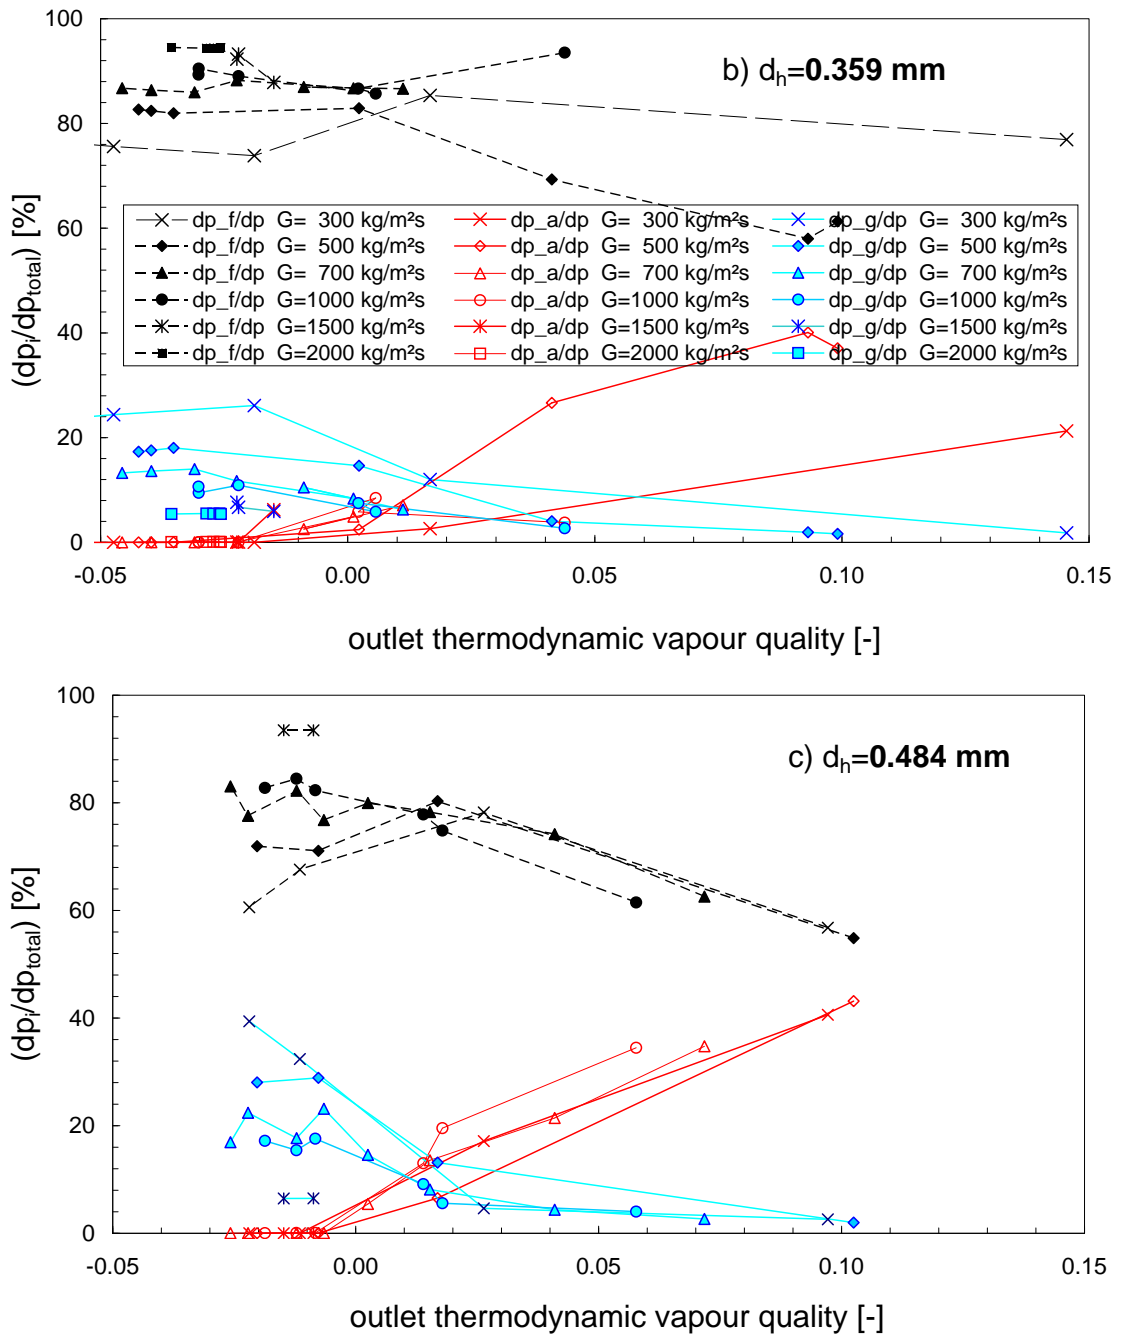 100
80
60
40
20
0
(dpᵢ/dp_total) [%]
b) dₕ=0.359 mm
dp_f/dp G= 300 kg/m²s dp_a/dp G= 300 kg/m²s dp_g/dp G= 300 kg/m²s
dp_f/dp G= 500 kg/m²s dp_a/dp G= 500 kg/m²s dp_g/dp G= 500 kg/m²s
dp_f/dp G= 700 kg/m²s dp_a/dp G= 700 kg/m²s dp_g/dp G= 700 kg/m²s
dp_f/dp G=1000 kg/m²s dp_a/dp G=1000 kg/m²s dp_g/dp G=1000 kg/m²s
dp_f/dp G=1500 kg/m²s dp_a/dp G=1500 kg/m²s dp_g/dp G=1500 kg/m²s
dp_f/dp G=2000 kg/m²s dp_a/dp G=2000 kg/m²s dp_g/dp G=2000 kg/m²s
-0.05 0.00 0.05 0.10 0.15
outlet thermodynamic vapour quality [-]
100
80
60
40
20
0
(dpᵢ/dp_total) [%]
c) dₕ=0.484 mm
-0.05 0.00 0.05 0.10 0.15
outlet thermodynamic vapour quality [-]